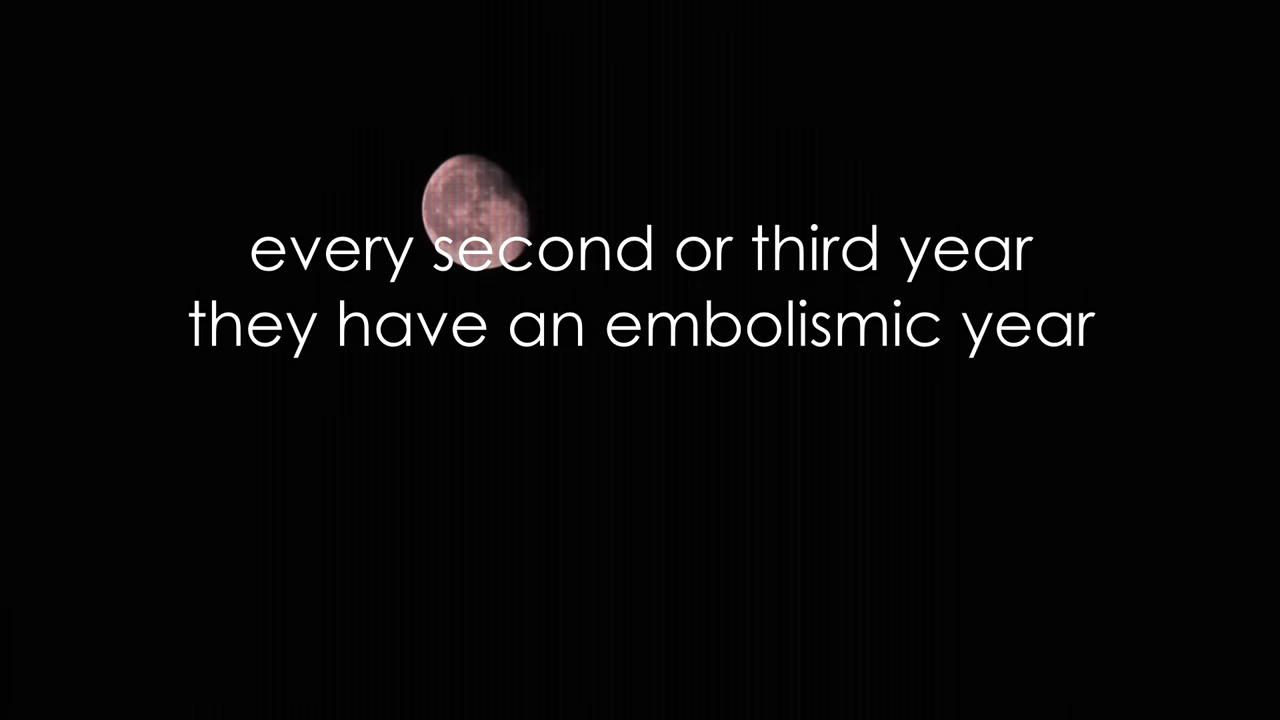 every second or third year
they have an embolismic year